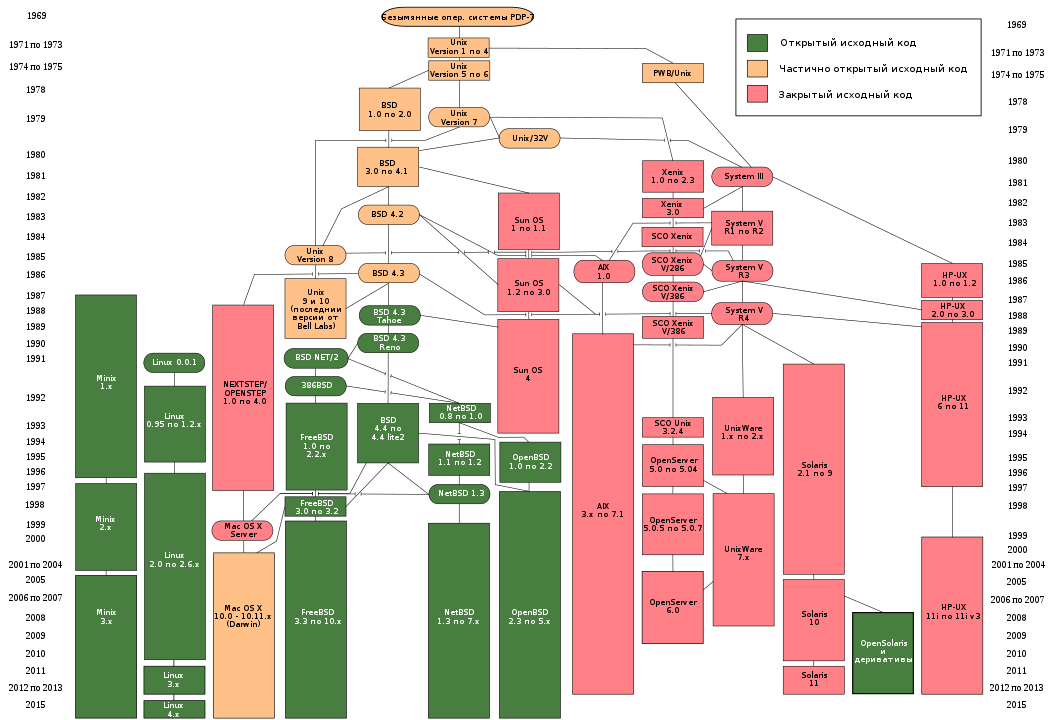 1969
1971 по 1973
1974 по 1975
1978
1979
1980
1981
1982
1983
1984
1985
1986
1987
1988
1989
1990
1991
1992
1993
1994
1995
1996
1997
1998
1999
2000
2001 по 2004
2005
2006 по 2007
2008
2009
2010
2011
2012 по 2013
2015
Безымянные опер. системы PDP-7
Unix
Version 1 по 4
Unix
Version 5 по 6
PWB/Unix
BSD
1.0 по 2.0
Unix
Version 7
Unix/32V
BSD
3.0 по 4.1
Xenix
1.0 по 2.3
System III
Xenix
3.0
BSD 4.2
Sun OS
1 по 1.1
System V
R1 по R2
SCO Xenix
Unix
Version 8
SCO Xenix
V/286
AIX
1.0
System V
R3
BSD 4.3
HP-UX
1.0 по 1.2
Sun OS
1.2 по 3.0
SCO Xenix
V/386
Unix
9 и 10
(последнии
версии от
Bell Labs)
HP-UX
2.0 по 3.0
BSD 4.3
Tahoe
System V
R4
SCO Xenix
V/386
BSD 4.3
Reno
BSD NET/2
Linux 0.0.1
Sun OS
4
Minix
1.x
386BSD
NEXTSTEP/
OPENSTEP
1.0 по 4.0
HP-UX
6 по 11
NetBSD
0.8 по 1.0
Linux
0.95 по 1.2.x
BSD
4.4 по
4.4 lite2
SCO Unix
3.2.4
UnixWare
1.x по 2.x
FreeBSD
1.0 по
2.2.x
NetBSD
1.1 по 1.2
OpenBSD
1.0 по 2.2
OpenServer
5.0 по 5.04
Solaris
2.1 по 9
NetBSD 1.3
FreeBSD
3.0 по 3.2
AIX
3.x по 7.1
Minix
2.x
OpenServer
5.0.5 по 5.0.7
Mac OS X
Server
UnixWare
7.x
Linux
2.0 по 2.6.x
OpenServer
6.0
Mac OS X
10.0 - 10.11.x
(Darwin)
FreeBSD
3.3 по 10.x
NetBSD
1.3 по 7.x
OpenBSD
2.3 по 5.x
Minix
3.x
Solaris
10
HP-UX
11i по 11i v3
OpenSolaris
и
деривативы
Linux
3.x
Solaris
11
Linux
4.x
Открытый исходный код
Частично открытый исходный код
Закрытый исходный код
1969
1971 по 1973
1974 по 1975
1978
1979
1980
1981
1982
1983
1984
1985
1986
1987
1988
1989
1990
1991
1992
1993
1994
1995
1996
1997
1998
1999
2000
2001 по 2004
2005
2006 по 2007
2008
2009
2010
2011
2012 по 2013
2015